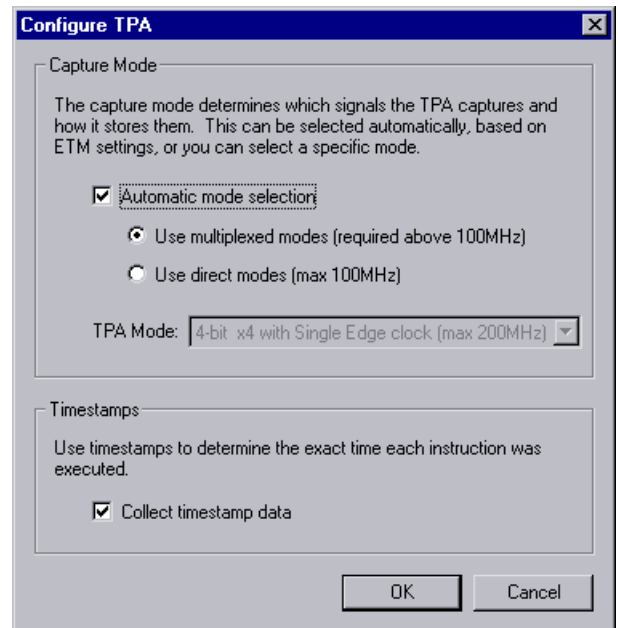 Configure TPA
Capture Mode
The capture mode determines which signals the TPA captures and
how it stores them. This can be selected automatically, based on
ETM settings, or you can select a specific mode.
Automatic mode selection
Use multiplexed modes (required above 100MHz)
Use direct modes (max 100MHz)
TPA Mode: 4-bit x4 with Single Edge clock (max 200MHz)
Timestamps
Use timestamps to determine the exact time each instruction was
executed.
Collect timestamp data
OK Cancel